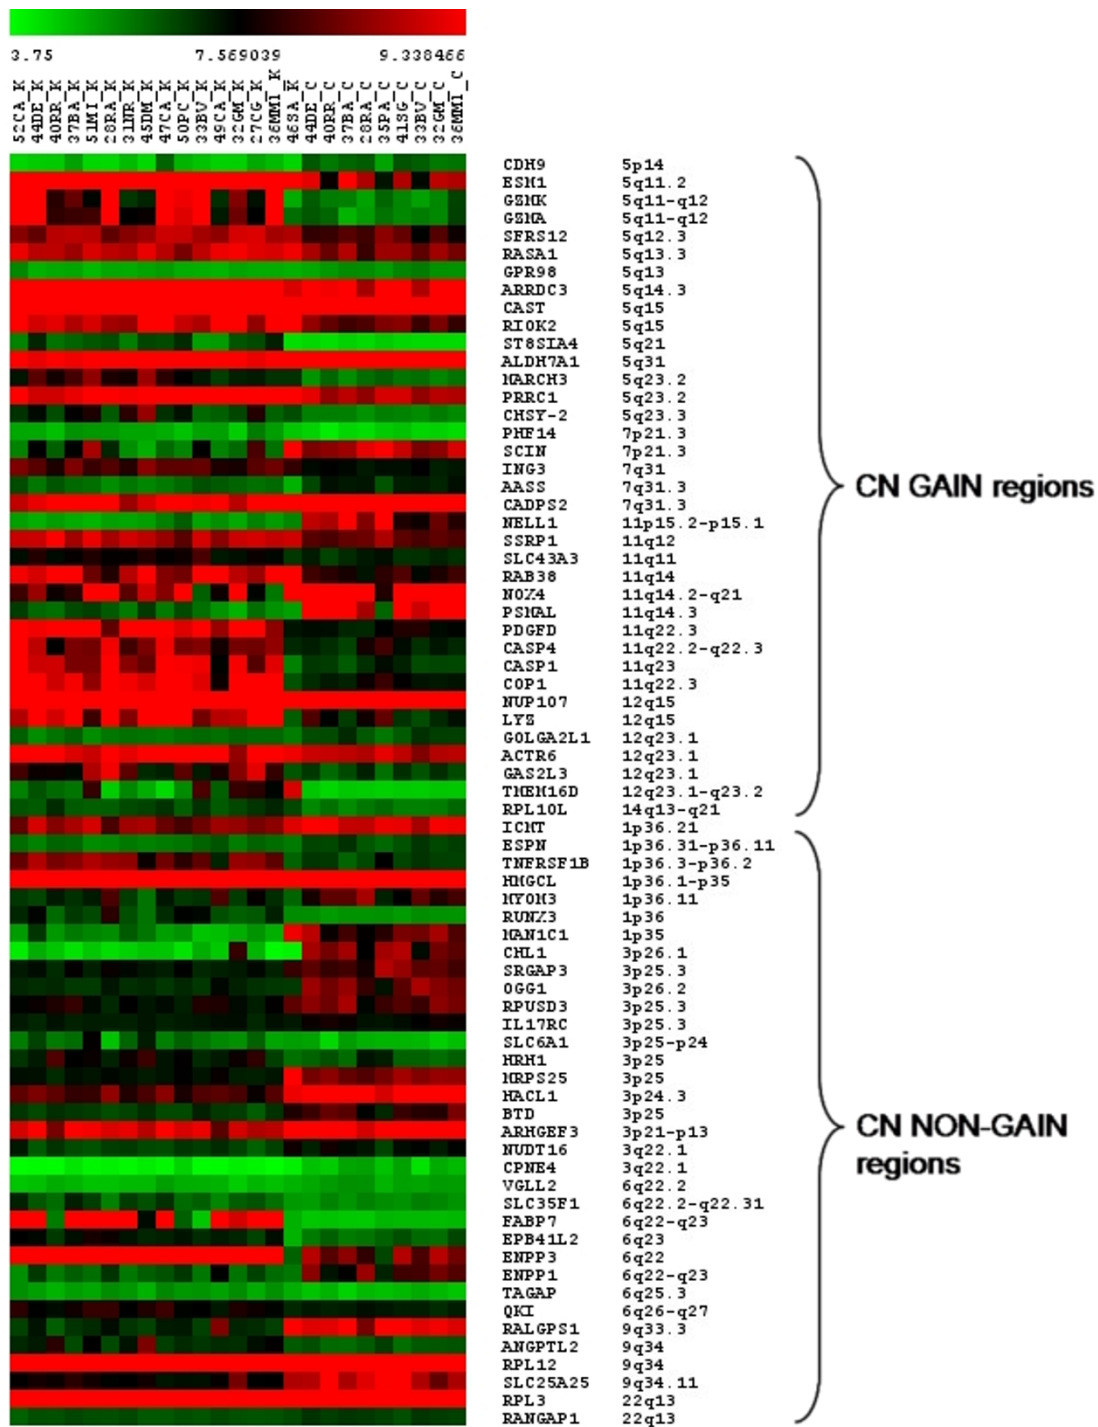 3.75 7.569039 9.338466
52CA_K 44DE_K 40RR_K 37BA_K 51MI_K 28RA_K 31NR_K 45DM_K 47CA_K 50PC_K 33BV_K 49CA_K 32GM_K 27CG_K 36MMI_K 46SA_K 44DE_C 40RR_C 37BA_C 28RA_C 35PA_C 41SG_C 33BV_C 32GM_C 36MMI_C
CDH9 5p14
ESM1 5q11.2
GZMK 5q11-q12
GZMA 5q11-q12
SFRS12 5q12.3
RASA1 5q13.3
GPR98 5q13
ARRDC3 5q14.3
CAST 5q15
RIOK2 5q15
ST8SIA4 5q21
ALDH7A1 5q31
MARCH3 5q23.2
PRRC1 5q23.2
CHSY-2 5q23.3
PHF14 7p21.3
SCIN 7p21.3
ING3 7q31
AASS 7q31.3
CN GAIN regions
CADPS2 7q31.3
NELL1 11p15.2-p15.1
SSRP1 11q12
SLC43A3 11q11
RAB38 11q14
NOX4 11q14.2-q21
PSMAL 11q14.3
PDGFD 11q22.3
CASP4 11q22.2-q22.3
CASP1 11q23
COP1 11q22.3
NUP107 12q15
LYZ 12q15
GOLGA2L1 12q23.1
ACTR6 12q23.1
GAS2L3 12q23.1
TMEM16D 12q23.1-q23.2
RPL10L 14q13-q21
ICMT 1p36.21
ESPN 1p36.31-p36.11
TNFRSF1B 1p36.3-p36.2
HMGCL 1p36.1-p35
MYOM3 1p36.11
RUNX3 1p36
MAN1C1 1p35
CHL1 3p26.1
SRGAP3 3p25.3
OGG1 3p26.2
RPUSD3 3p25.3
IL17RC 3p25.3
SLC6A1 3p25-p24
HRH1 3p25
MRPS25 3p25
HACL1 3p24.3
BTD 3p25
ARHGEF3 3p21-p13
CN NON-GAIN
regions
NUDT16 3q22.1
CPNE4 3q22.1
VGLL2 6q22.2
SLC35F1 6q22.2-q22.31
FABP7 6q22-q23
EPB41L2 6q23
ENPP3 6q22
ENPP1 6q22-q23
TAGAP 6q25.3
QKI 6q26-q27
RALGPS1 9q33.3
ANGPTL2 9q34
RPL12 9q34
SLC25A25 9q34.11
RPL3 22q13
RANGAP1 22q13